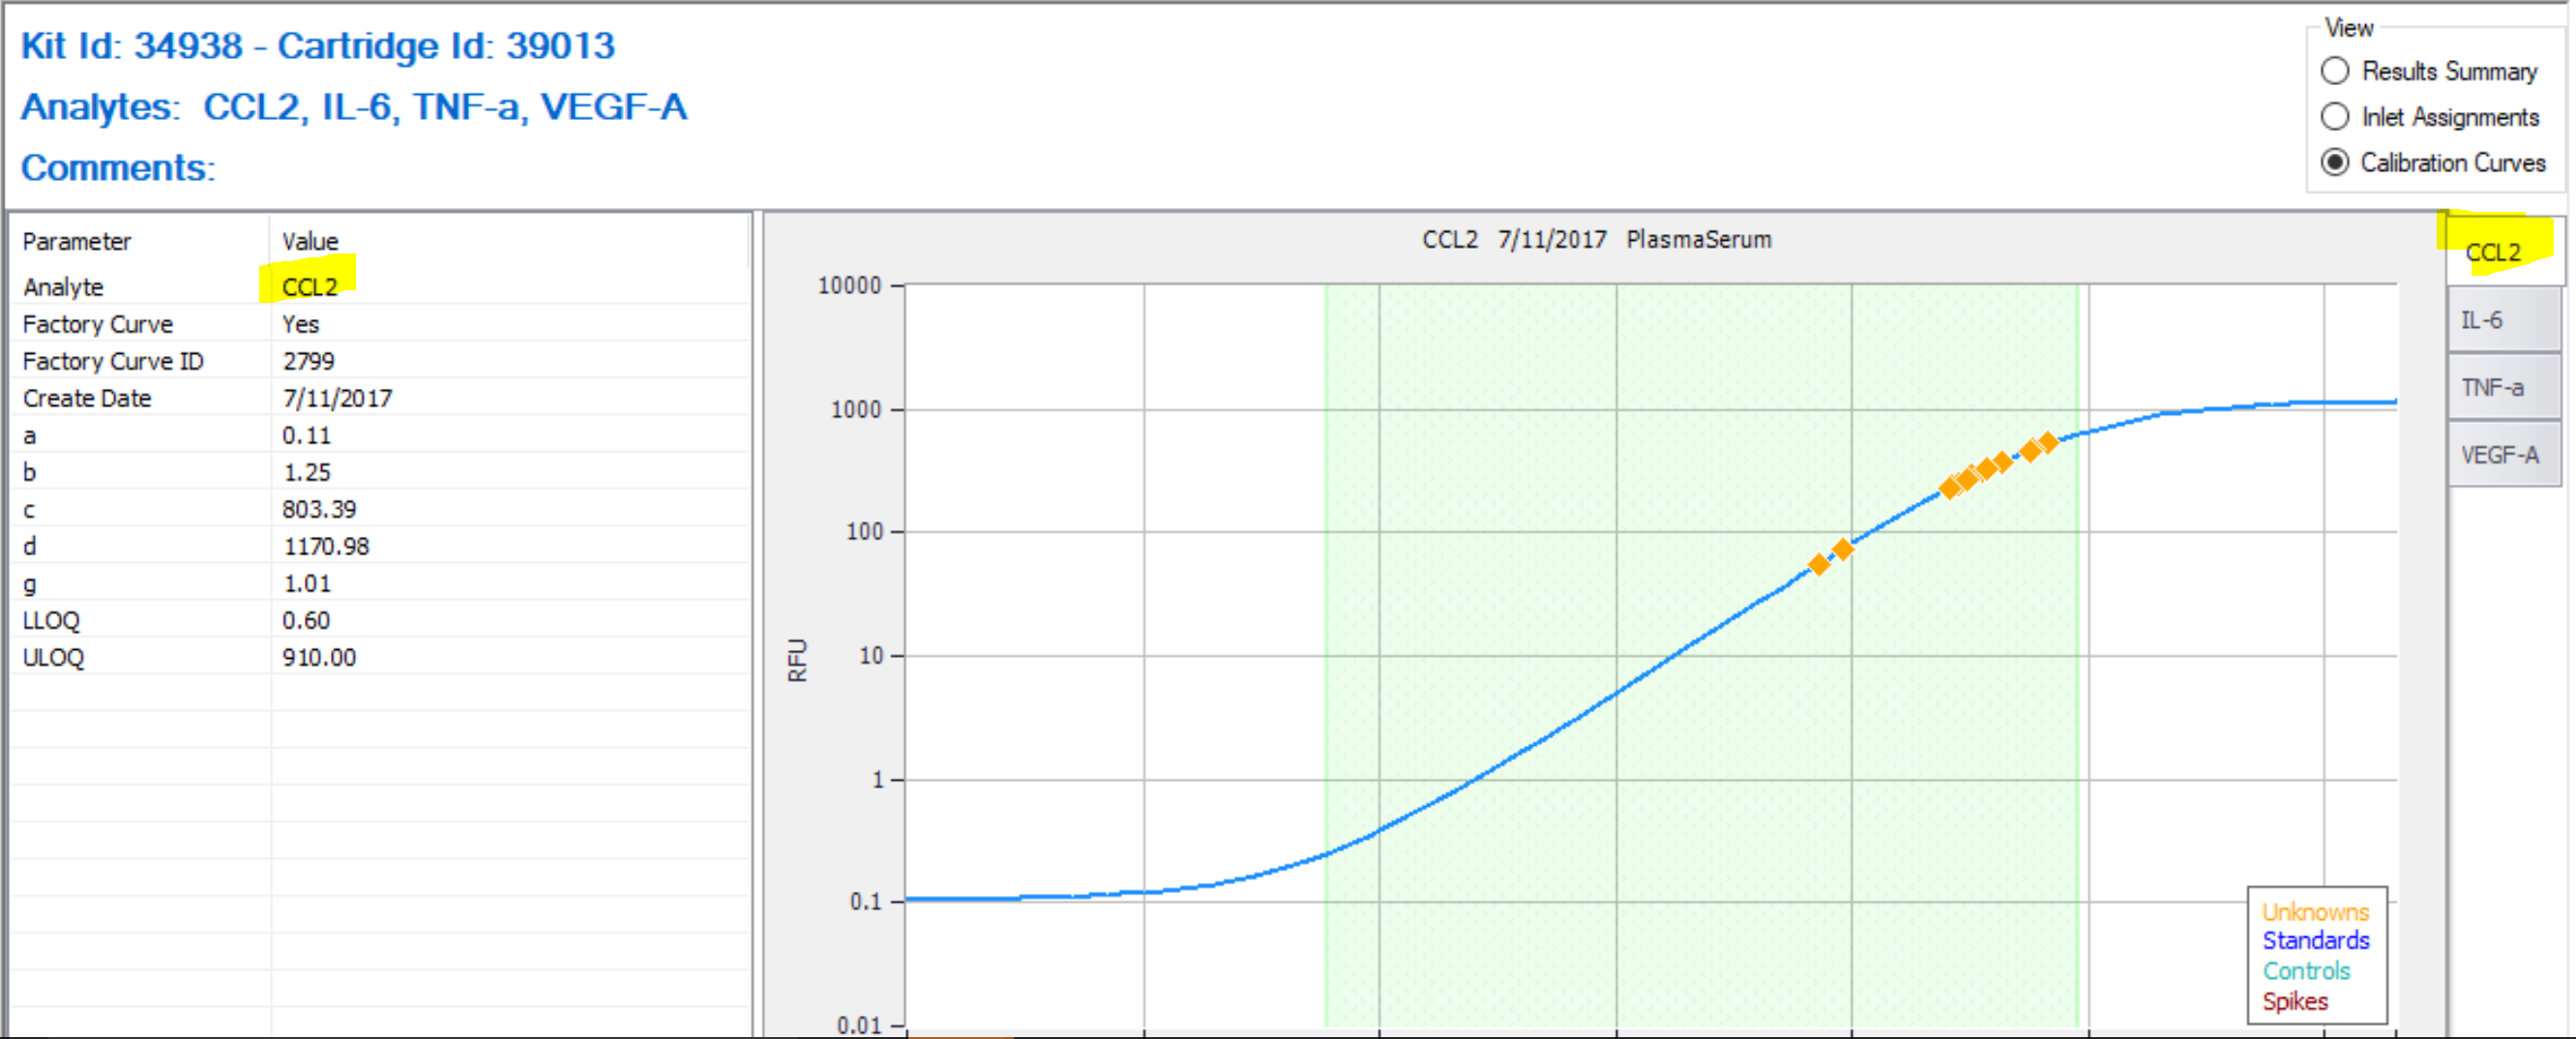 Kit Id: 34938 - Cartridge Id: 39013
Analytes:  CCL2, IL-6, TNF-a, VEGF-A
Comments:
View
Results Summary
Inlet Assignments
Calibration Curves
Parameter Value
Analyte CCL2
Factory Curve Yes
Factory Curve ID 2799
Create Date 7/11/2017
a 0.11
b 1.25
c 803.39
d 1170.98
g 1.01
LLOQ 0.60
ULOQ 910.00
CCL2 7/11/2017 PlasmaSerum
10000
1000
100
10
1
0.1
0.01
RFU
Unknowns
Standards
Controls
Spikes
CCL2
IL-6
TNF-a
VEGF-A